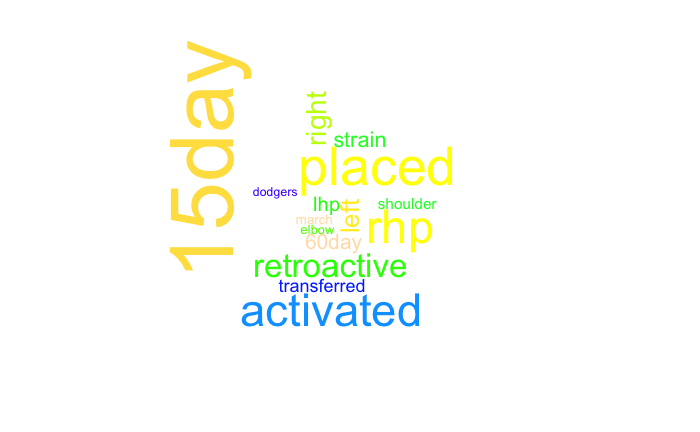 15day
right
strain
placed
dodgers
lhp
left
shoulder
march
rhp
elbow
60day
retroactive
transferred
activated